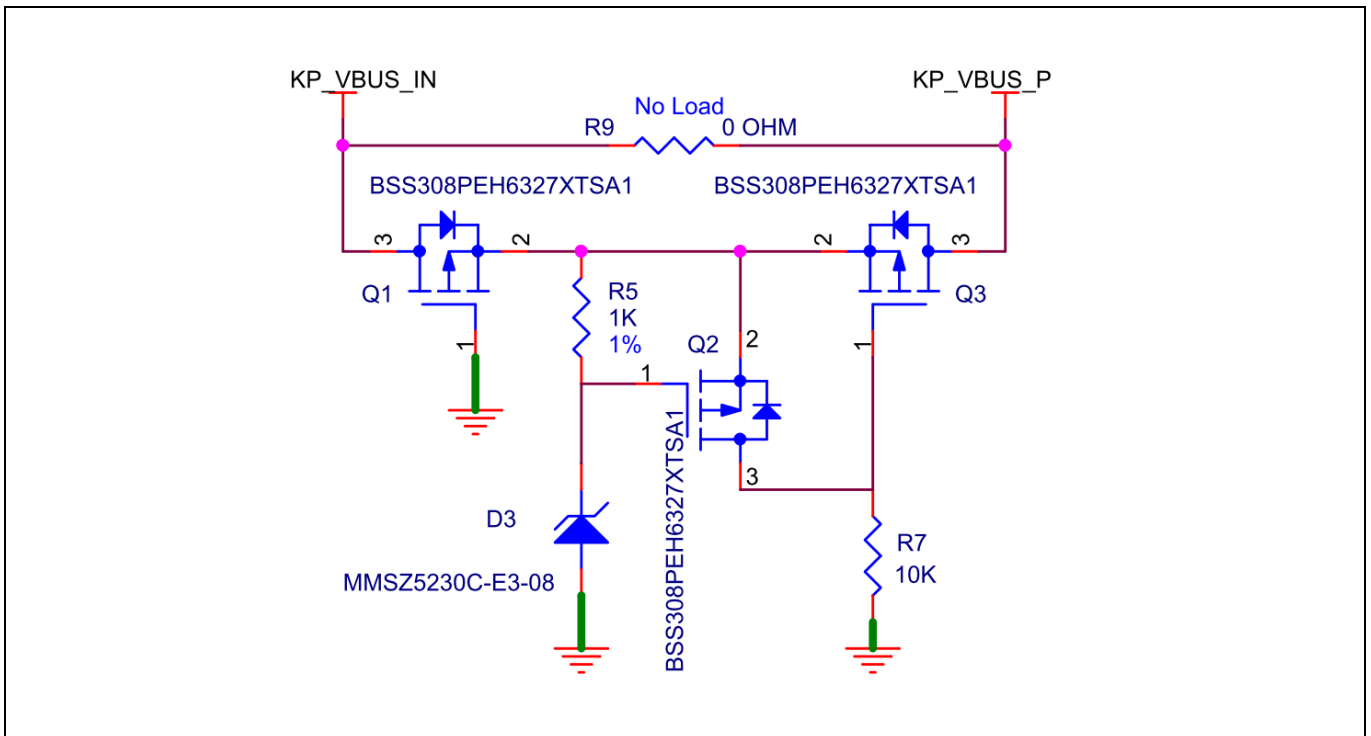 KP_VBUS_IN
KP_VBUS_P
No Load
R9
0 OHM
BSS308PEH6327XTSA1
BSS308PEH6327XTSA1
3
2
2
3
Q1
R5
1K
1%
Q3
1
Q2
2
1
1
BSS308PEH6327XTSA1
3
D3
MMSZ5230C-E3-08
R7
10K